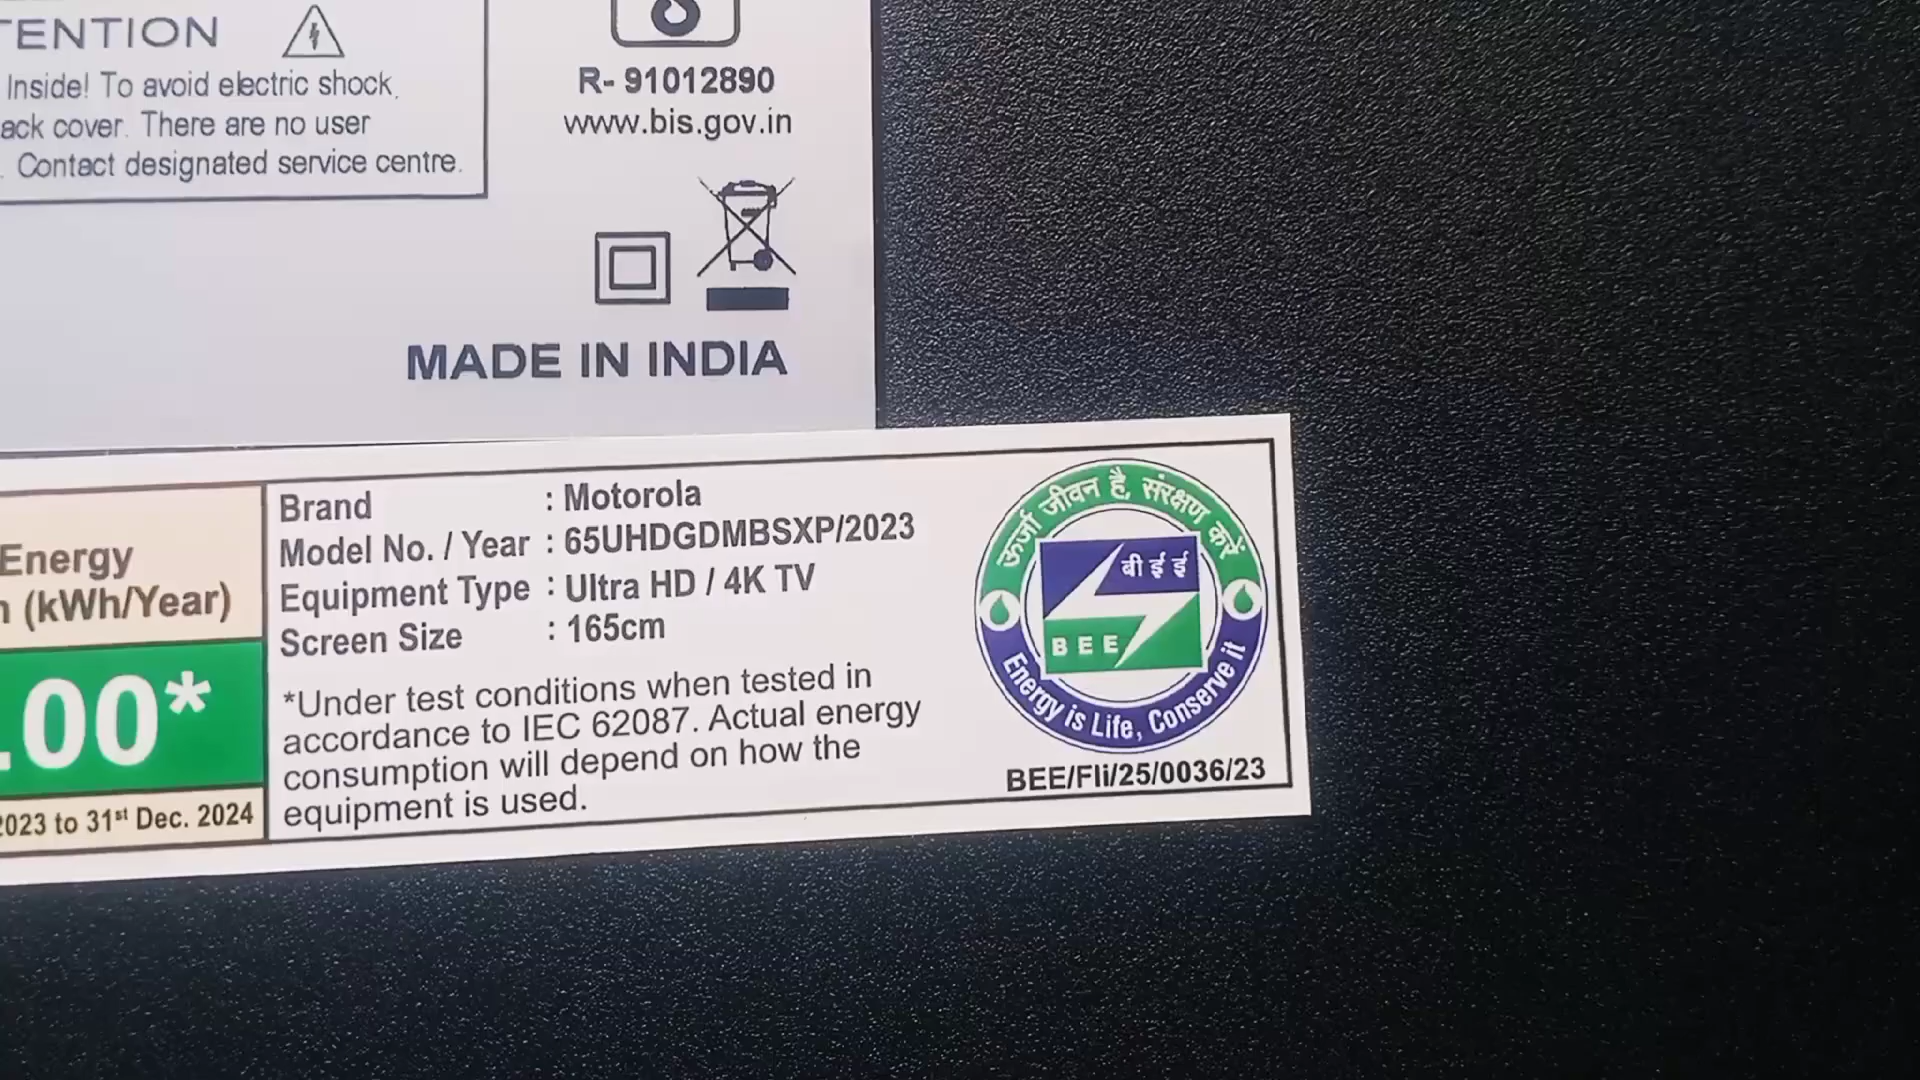 TENTION
Inside! To avoid electric shock,
ack cover. There are no user
. Contact designated service centre.
R- 91012890
www.bis.gov.in
MADE IN INDIA
Energy
n (kWh/Year)
.00*
2023 to 31st Dec. 2024
Brand : Motorola
Model No. / Year : 65UHDGDMBSXP/2023
Equipment Type : Ultra HD / 4K TV
Screen Size : 165cm
*Under test conditions when tested in
accordance to IEC 62087. Actual energy
consumption will depend on how the
equipment is used.
ऊर्जा जीवन है, संरक्षण करें
बी ई ई
BEE
Energy is Life, Conserve it
BEE/Fli/25/0036/23